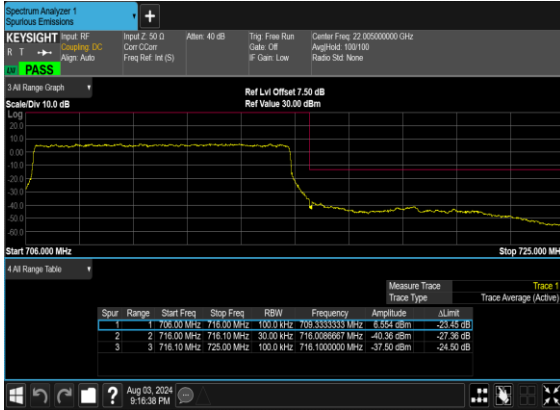 Spectrum Analyzer 1
Spurious Emissions
KEYSIGHT
R T
PASS
Input: RF
Coupling: DC
Align: Auto
Input Z: 50 Ω
Corr CCorr
Freq Ref: Int (S)
Atten: 40 dB
Trig: Free Run
Gate: Off
IF Gain: Low
Center Freq: 22.005000000 GHz
Avg|Hold: 100/100
Radio Std: None
3 All Range Graph
Scale/Div 10.0 dB
Ref Lvl Offset 7.50 dB
Ref Value 30.00 dBm
Log
20.0
10.0
0.00
-10.0
-20.0
-30.0
-40.0
-50.0
-60.0
Start 706.000 MHz
Stop 725.000 MH
4 All Range Table
Measure Trace Trace 1
Trace Type Trace Average (Active)
Spur Range Start Freq Stop Freq RBW Frequency Amplitude ΔLimit
1 1 706.00 MHz 716.00 MHz 100.0 kHz 709.3333333 MHz 6.554 dBm -23.45 dB
2 2 716.00 MHz 716.10 MHz 30.00 kHz 716.0086667 MHz -40.36 dBm -27.36 dB
3 3 716.10 MHz 725.00 MHz 100.0 kHz 716.1000000 MHz -37.50 dBm -24.50 dB
Aug 03, 2024
9:16:38 PM